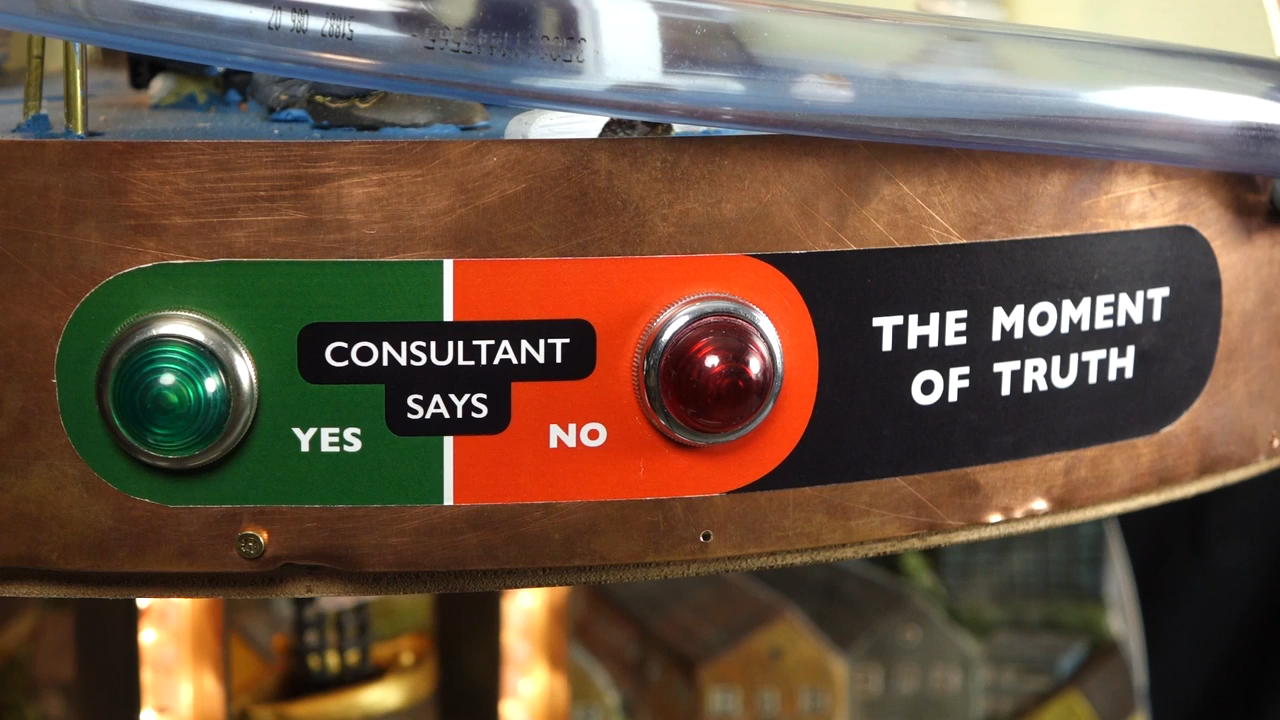 CONSULTANT
SAYS
YES
NO
THE MOMENT
OF TRUTH